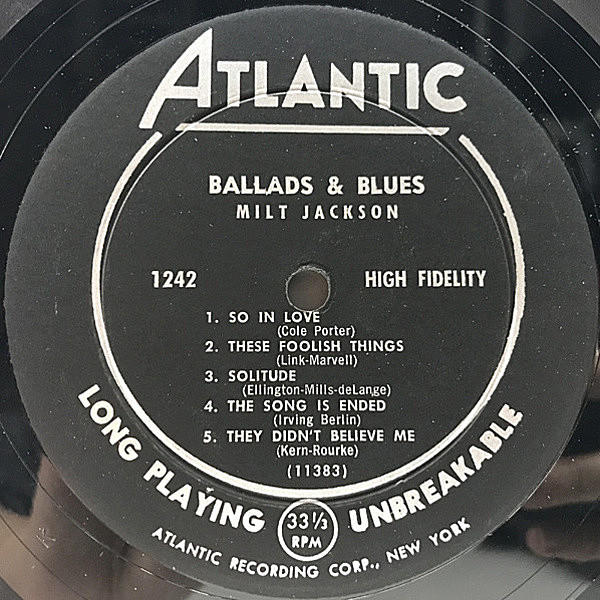 ATLANTIC
BALLADS & BLUES
MILT JACKSON
1242 HIGH FIDELITY
1. SO IN LOVE
(Cole Porter)
2. THESE FOOLISH THINGS
(Link-Marvell)
3. SOLITUDE
(Ellington-Mills-deLange)
4. THE SONG IS ENDED
(Irving Berlin)
5. THEY DIDN'T BELIEVE ME
(Kern-Rourke)
(11383)
LONG PLAYING 33 1/3 RPM UNBREAKABLE
ATLANTIC RECORDING CORP., NEW YORK